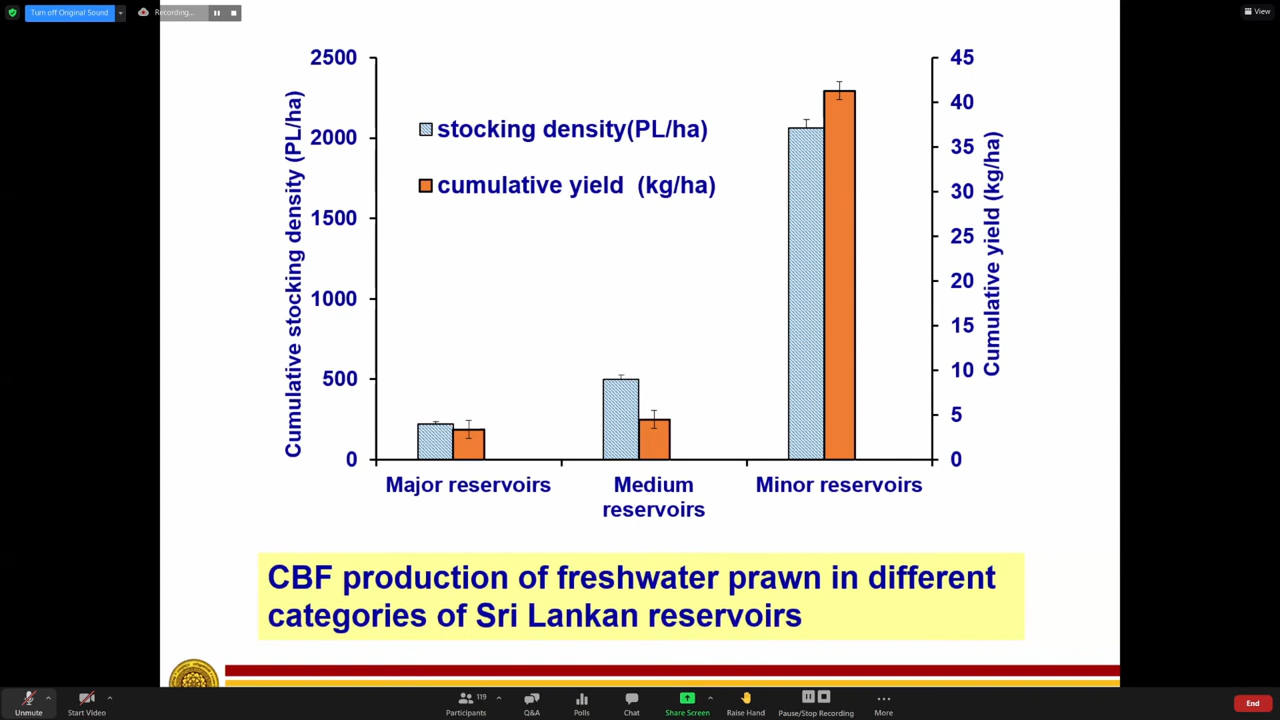 Turn off Original Sound
Recording...
View
2500
2000
1500
1000
500
0
Cumulative stocking density (PL/ha)
stocking density(PL/ha)
cumulative yield (kg/ha)
45
40
35
30
25
20
15
10
5
0
Cumulative yield (kg/ha)
Major reservoirs
Medium
reservoirs
Minor reservoirs
CBF production of freshwater prawn in different
categories of Sri Lankan reservoirs
Unmute
Start Video
119
Participants
Q&A
Polls
Chat
Share Screen
Raise Hand
Pause/Stop Recording
More
End